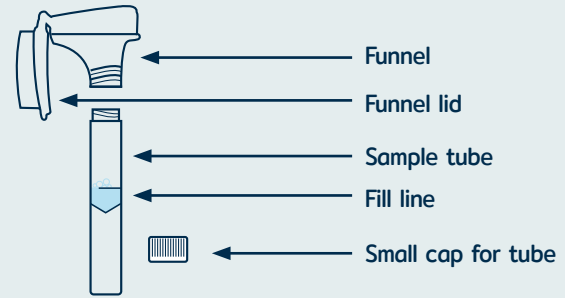 Funnel
Funnel lid
Sample tube
Fill line
Small cap for tube